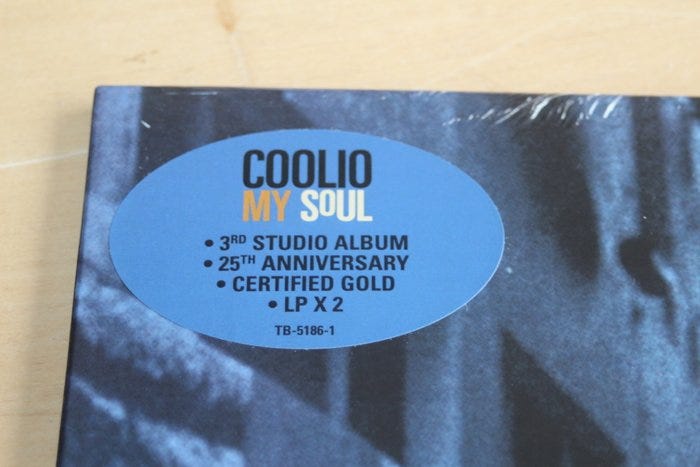 COOLIO
MY SOUL
• 3RD STUDIO ALBUM
• 25TH ANNIVERSARY
• CERTIFIED GOLD
• LP X 2
TB-5186-1